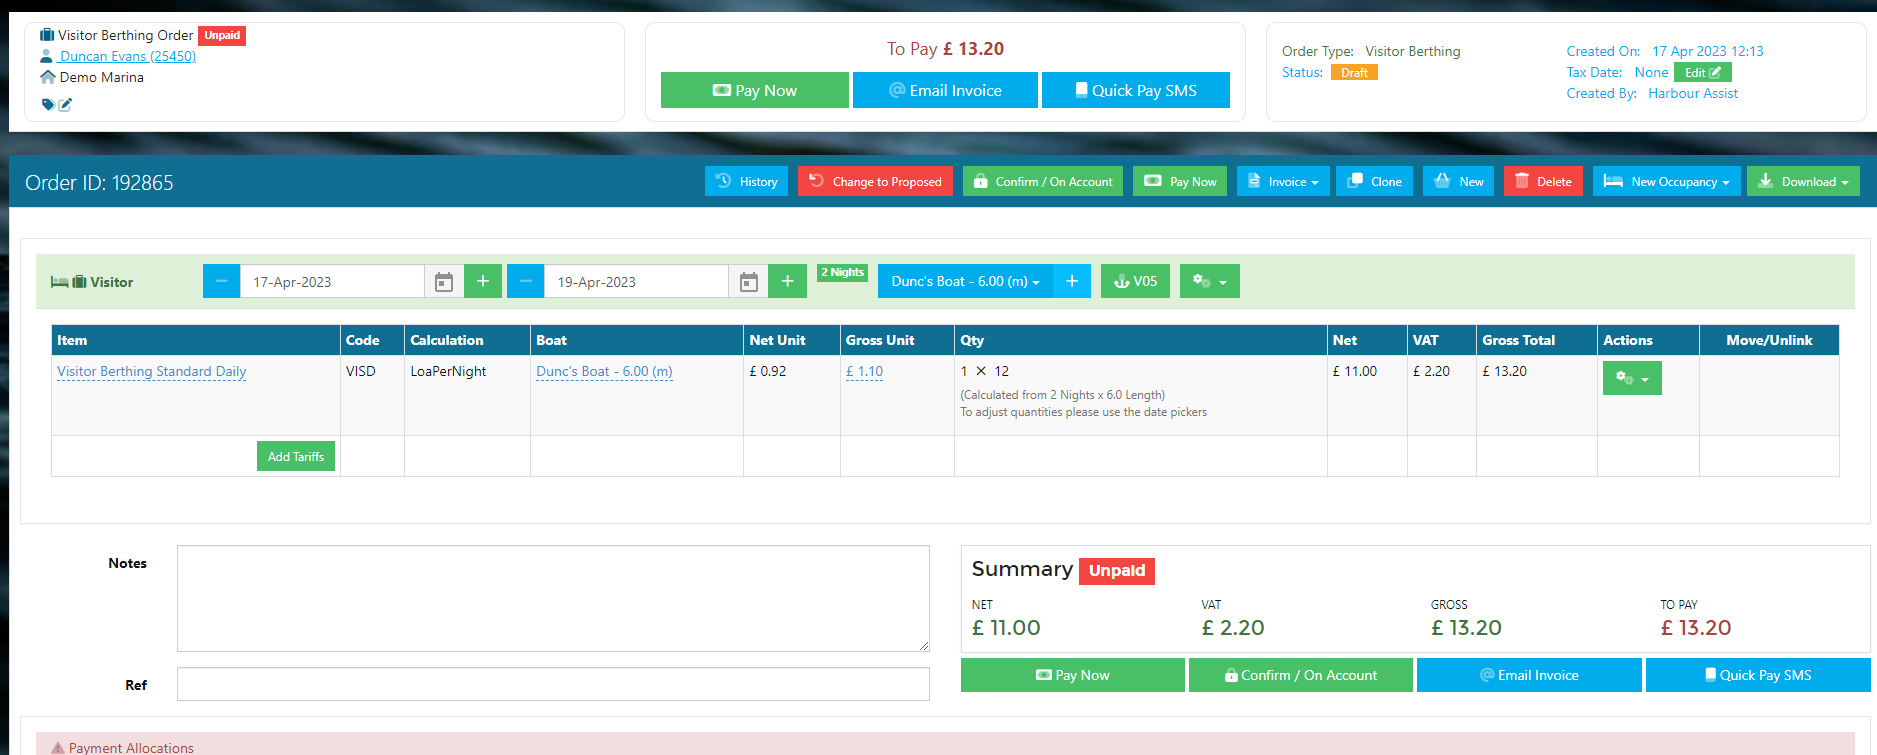 Visitor Berthing Order Unpaid
Duncan Evans (25450)
Demo Marina
To Pay £ 13.20
Pay Now
Email Invoice
Quick Pay SMS
Order Type: Visitor Berthing
Status: Draft
Created On: 17 Apr 2023 12:13
Tax Date: None Edit
Created By: Harbour Assist
Order ID: 192865
History
Change to Proposed
Confirm / On Account
Pay Now
Invoice
Clone
New
Delete
New Occupancy
Download
Visitor
17-Apr-2023
+
19-Apr-2023
+
2 Nights
Dunc's Boat - 6.00 (m)
+
V05
Item Code Calculation Boat Net Unit Gross Unit Qty Net VAT Gross Total Actions Move/Unlink
Visitor Berthing Standard Daily VISD LoaPerNight Dunc's Boat - 6.00 (m) £ 0.92 £ 1.10 1 × 12 £ 11.00 £ 2.20 £ 13.20
(Calculated from 2 Nights x 6.0 Length)
To adjust quantities please use the date pickers
Add Tariffs
Notes
Ref
Summary Unpaid
NET VAT GROSS TO PAY
£ 11.00 £ 2.20 £ 13.20 £ 13.20
Pay Now
Confirm / On Account
Email Invoice
Quick Pay SMS
Payment Allocations